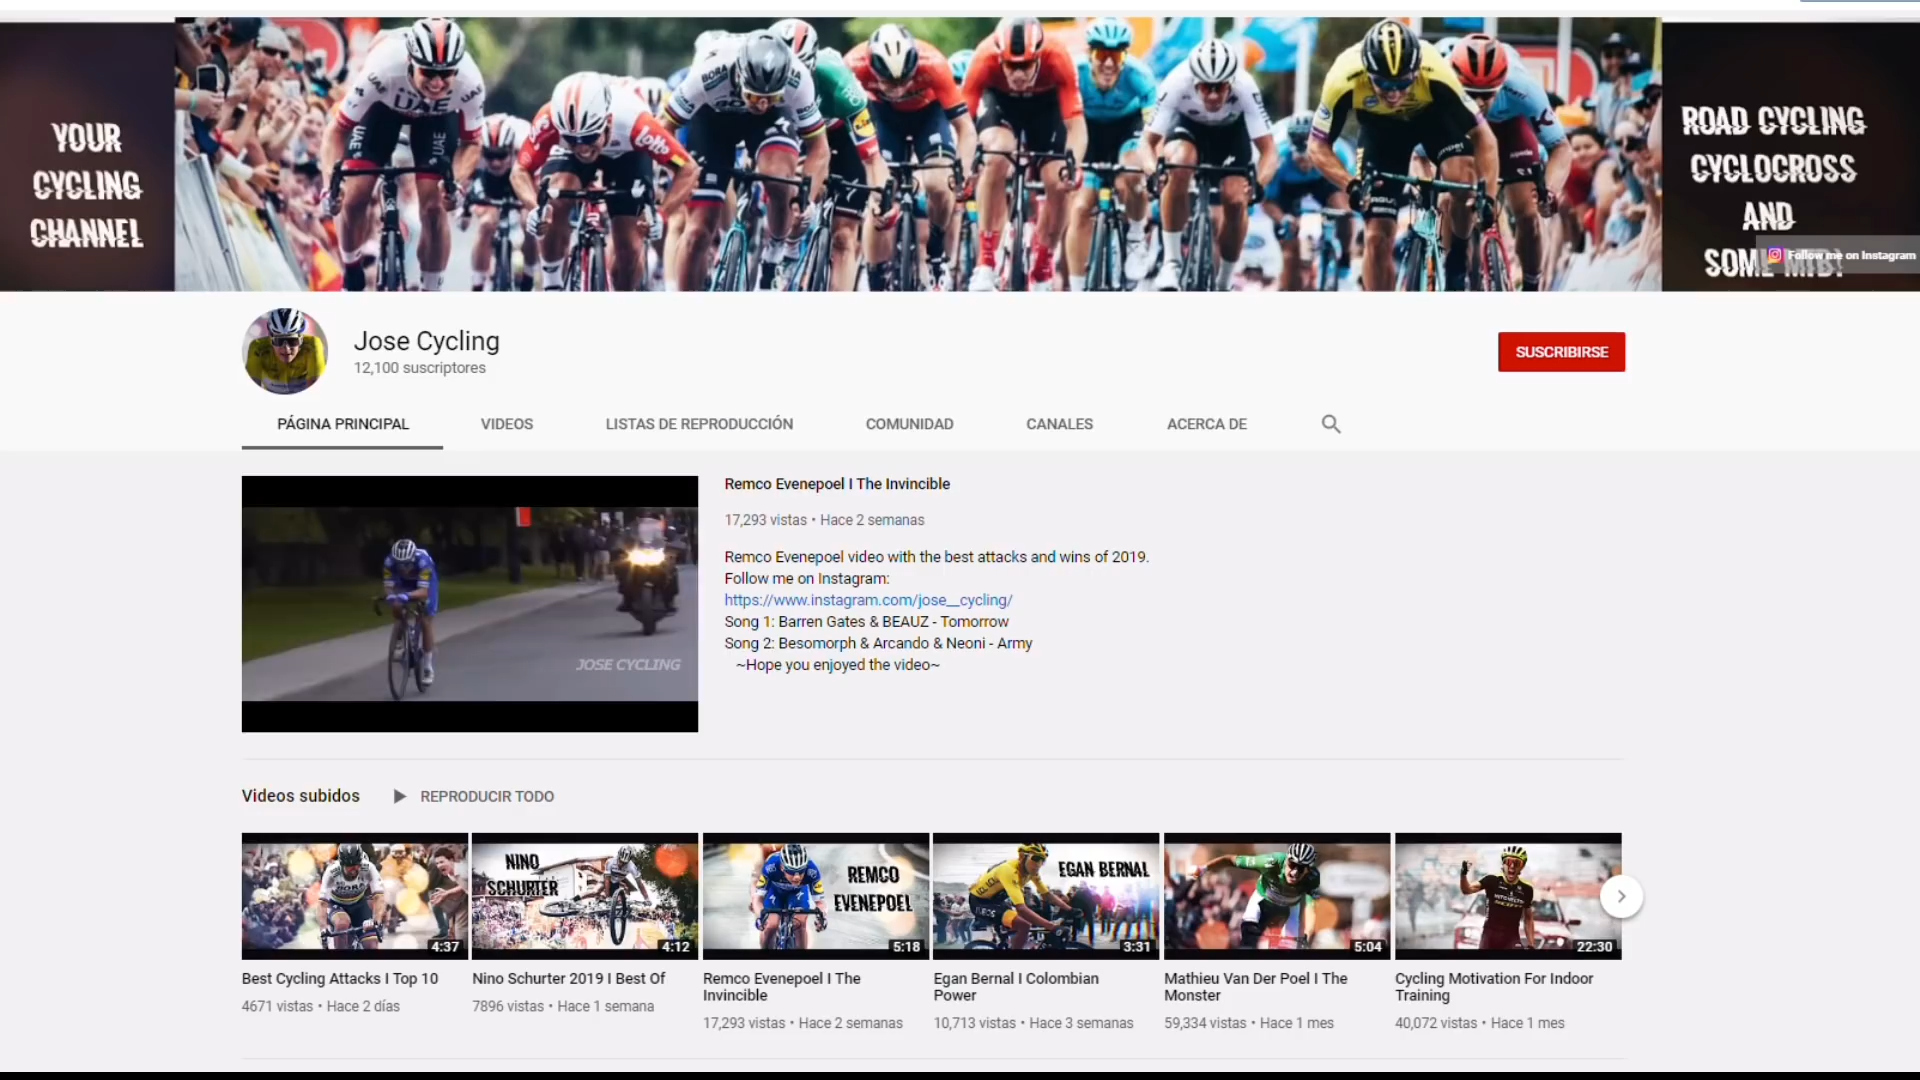 YOUR
CYCLING
CHANNEL
UAE
UAE
UAE
BORA
Lotto
ROAD CYCLING
CYCLOCROSS
AND
SOME MTB!
Follow me on Instagram
Jose Cycling
12,100 suscriptores
SUSCRIBIRSE
PÁGINA PRINCIPAL
VIDEOS
LISTAS DE REPRODUCCIÓN
COMUNIDAD
CANALES
ACERCA DE
Remco Evenepoel I The Invincible
17,293 vistas • Hace 2 semanas
Remco Evenepoel video with the best attacks and wins of 2019.
Follow me on Instagram:
https://www.instagram.com/jose__cycling/
Song 1: Barren Gates & BEAUZ - Tomorrow
Song 2: Besomorph & Arcando & Neoni - Army
~Hope you enjoyed the video~
JOSE CYCLING
Videos subidos
REPRODUCIR TODO
BORA
4:37
Best Cycling Attacks I Top 10
4671 vistas • Hace 2 días
NINO
SCHURTER
4:12
Nino Schurter 2019 I Best Of
7896 vistas • Hace 1 semana
REMCO
EVENEPOEL
5:18
Remco Evenepoel I The
Invincible
17,293 vistas • Hace 2 semanas
EGAN BERNAL
INEOS
3:31
Egan Bernal I Colombian
Power
10,713 vistas • Hace 3 semanas
5:04
Mathieu Van Der Poel I The
Monster
59,334 vistas • Hace 1 mes
22:30
Cycling Motivation For Indoor
Training
40,072 vistas • Hace 1 mes